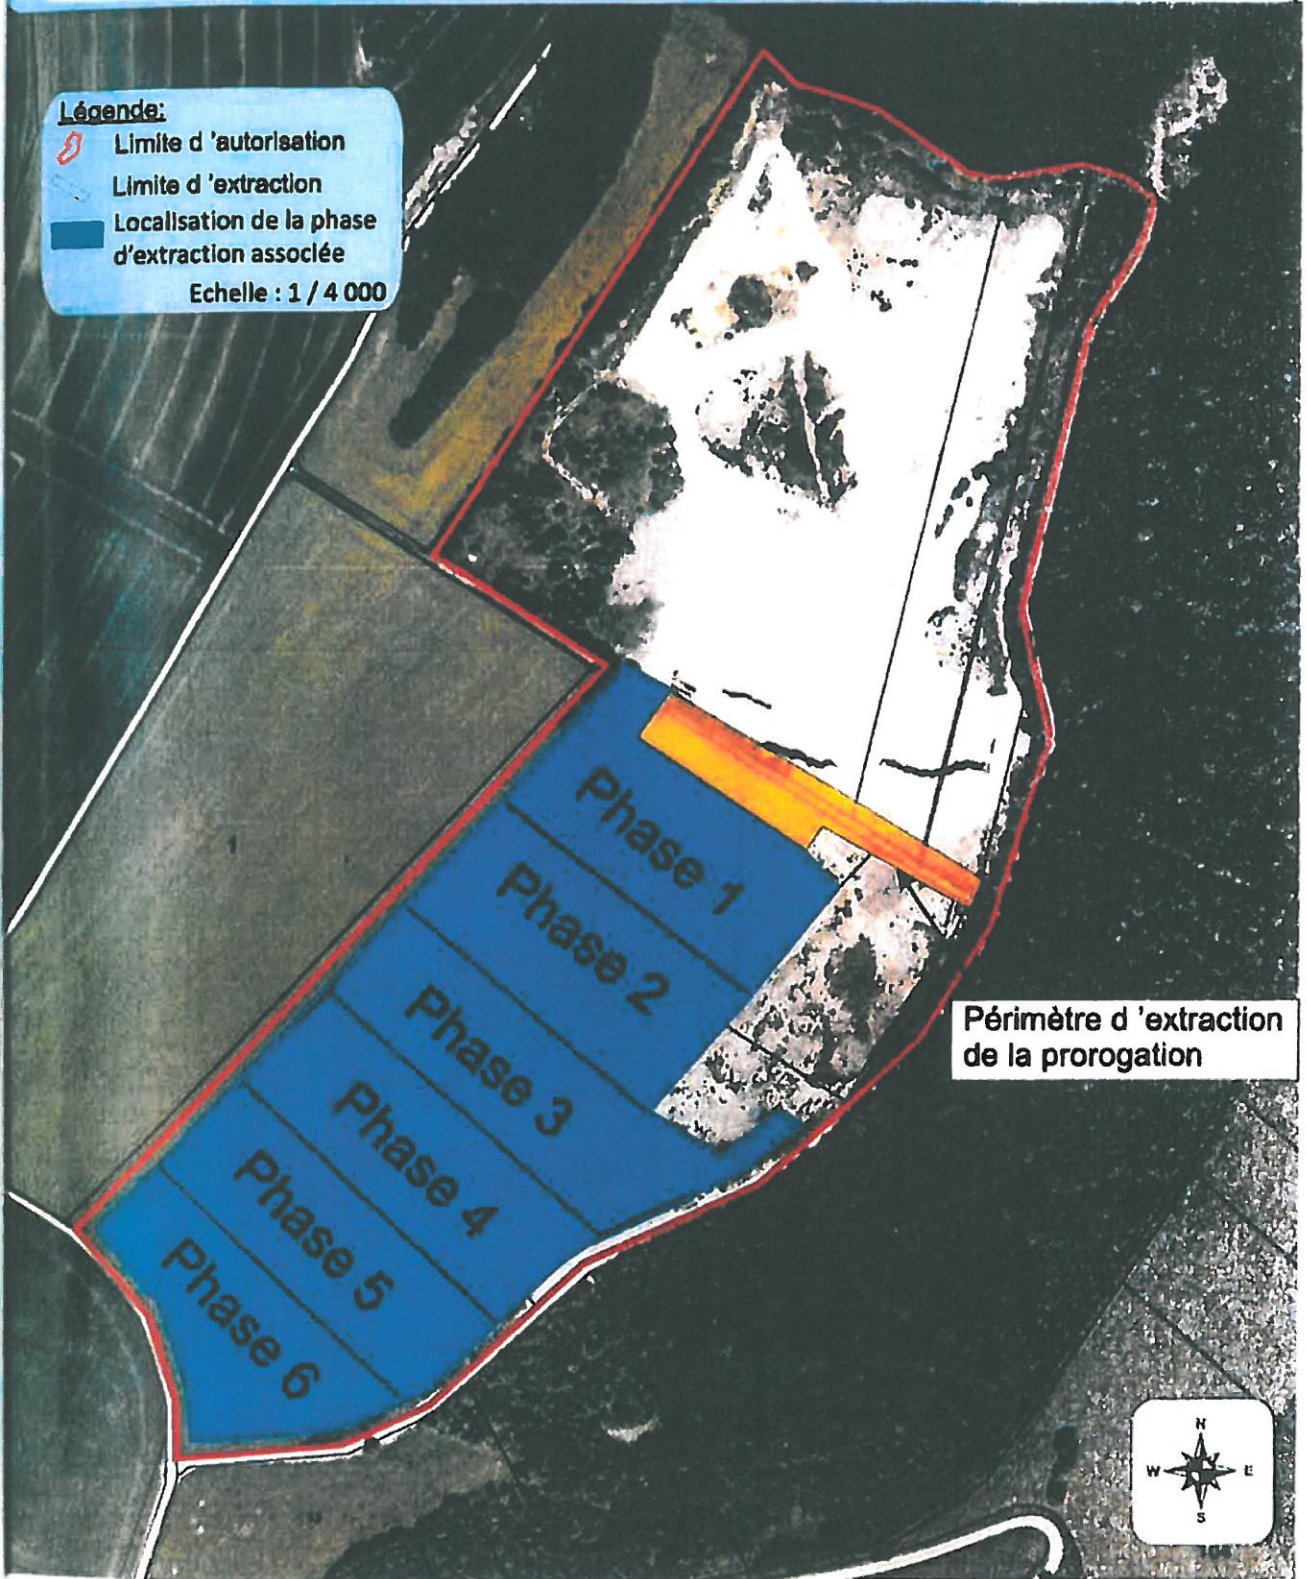 Légende:
Limite d 'autorisation
Limite d 'extraction
Localisation de la phase
d'extraction associée
Echelle : 1 / 4 000
Phase 1
Phase 2
Phase 3
Phase 4
Phase 5
Phase 6
Périmètre d 'extraction
de la prorogation
N
W E
S